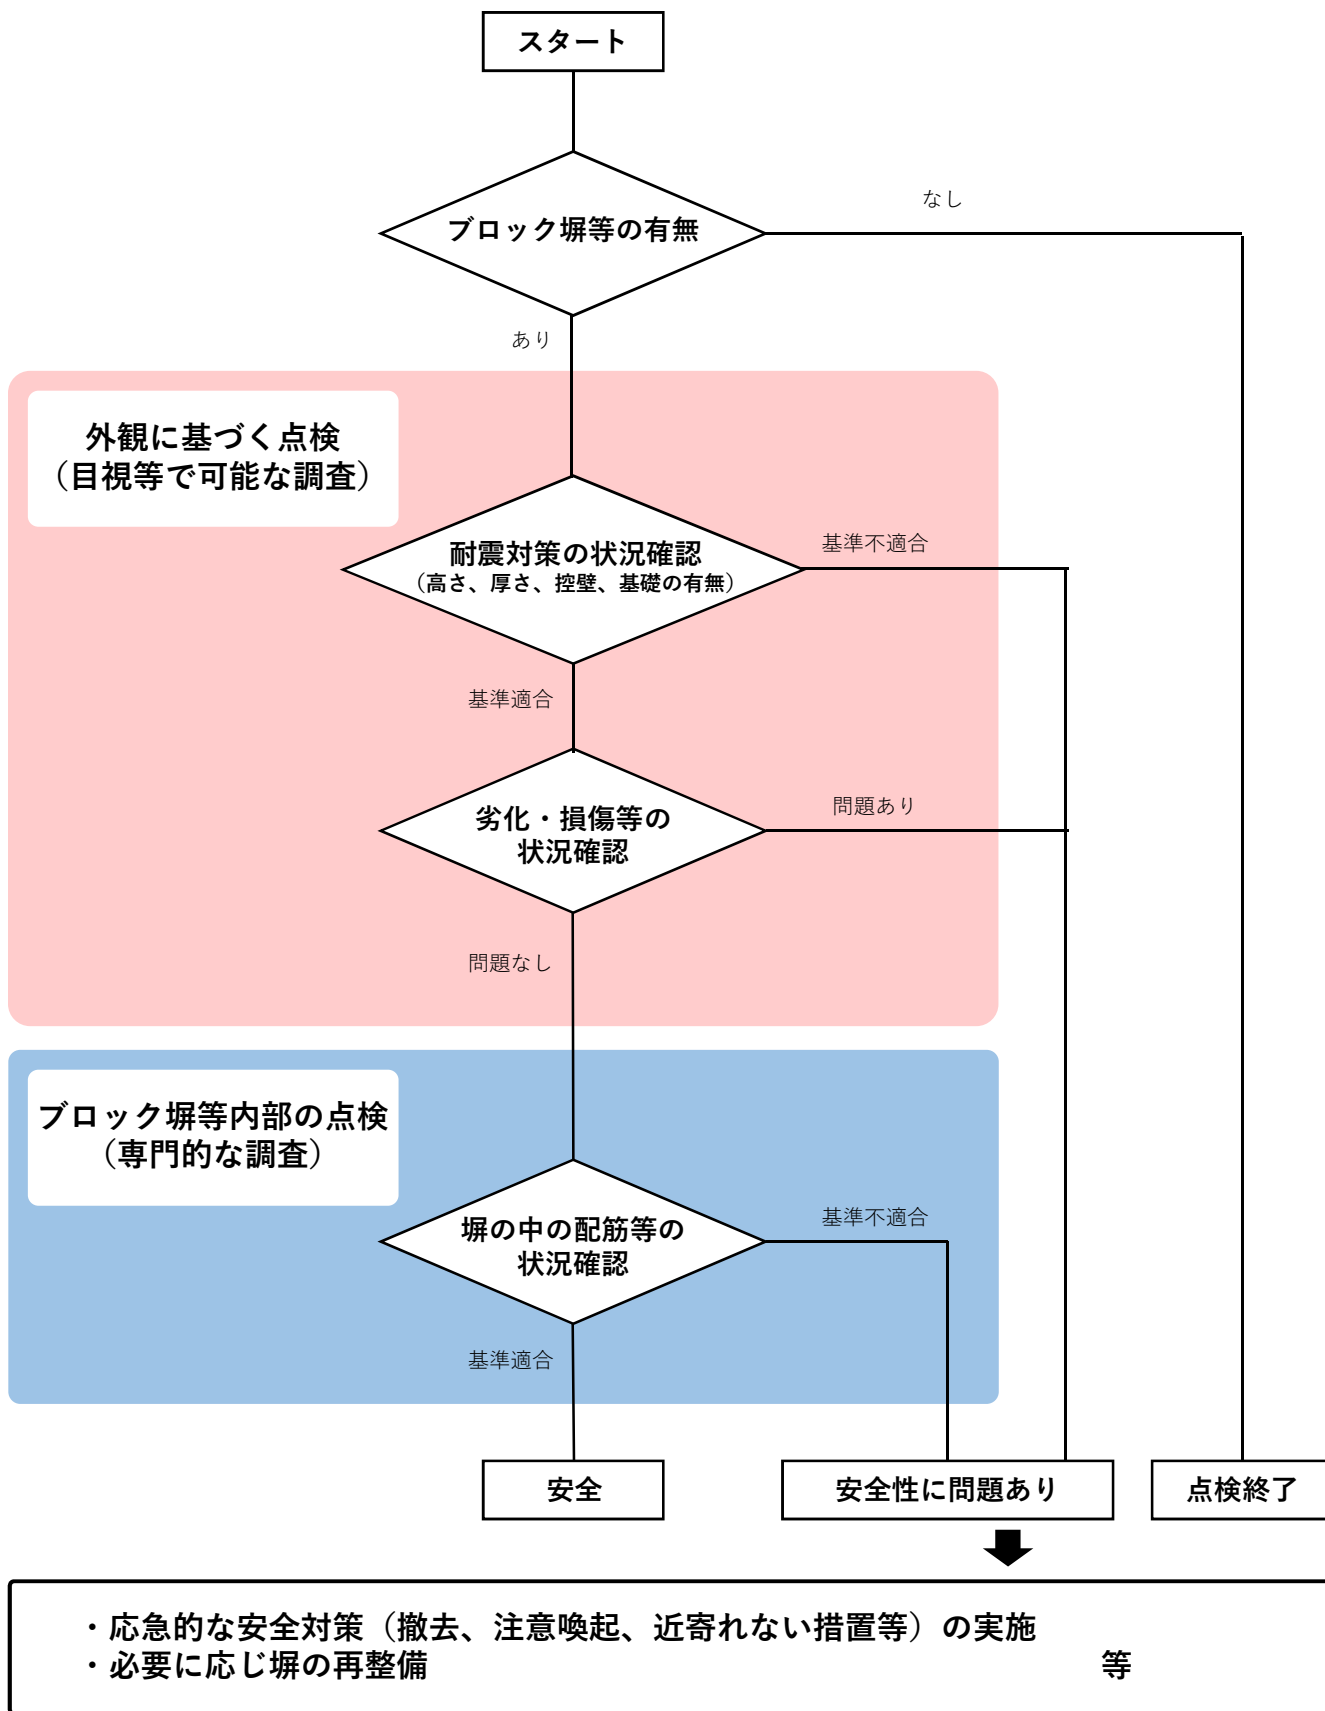 スタート
ブロック塀等の有無
なし
あり
外観に基づく点検
（目視等で可能な調査）
耐震対策の状況確認
（高さ、厚さ、控壁、基礎の有無）
基準不適合
基準適合
劣化・損傷等の
状況確認
問題あり
問題なし
ブロック塀等内部の点検
（専門的な調査）
塀の中の配筋等の
状況確認
基準不適合
基準適合
安全
安全性に問題あり
点検終了
・応急的な安全対策（撤去、注意喚起、近寄れない措置等）の実施
・必要に応じ塀の再整備 等